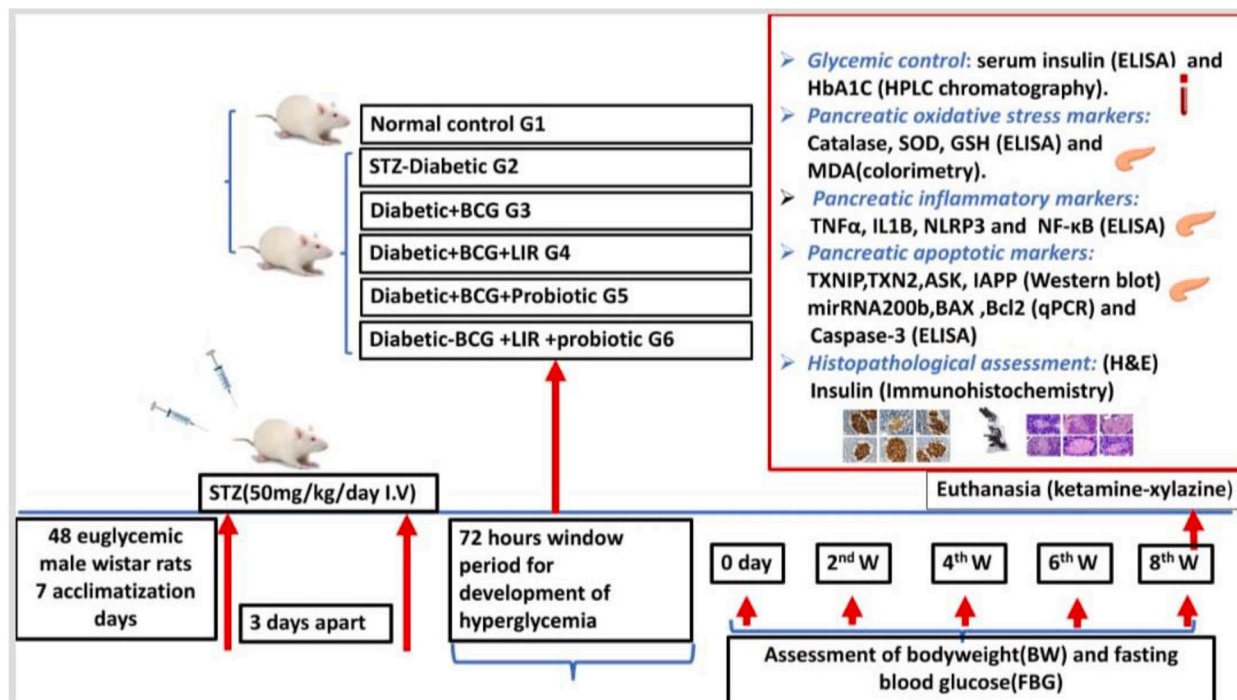 Normal control G1
STZ-Diabetic G2
Diabetic+BCG G3
Diabetic+BCG+LIR G4
Diabetic+BCG+Probiotic G5
Diabetic-BCG +LIR +probiotic G6
➢ Glycemic control: serum insulin (ELISA) and
HbA1C (HPLC chromatography).
➢ Pancreatic oxidative stress markers:
Catalase, SOD, GSH (ELISA) and
MDA(colorimetry).
➢ Pancreatic inflammatory markers:
TNFα, IL1B, NLRP3 and NF-κB (ELISA)
➢ Pancreatic apoptotic markers:
TXNIP,TXN2,ASK, IAPP (Western blot)
mirRNA200b,BAX ,Bcl2 (qPCR) and
Caspase-3 (ELISA)
➢ Histopathological assessment: (H&E)
Insulin (Immunohistochemistry)
STZ(50mg/kg/day I.V)
Euthanasia (ketamine-xylazine)
48 euglycemic
male wistar rats
7 acclimatization
days
3 days apart
72 hours window
period for
development of
hyperglycemia
0 day
2nd W
4th W
6th W
8th W
Assessment of bodyweight(BW) and fasting
blood glucose(FBG)